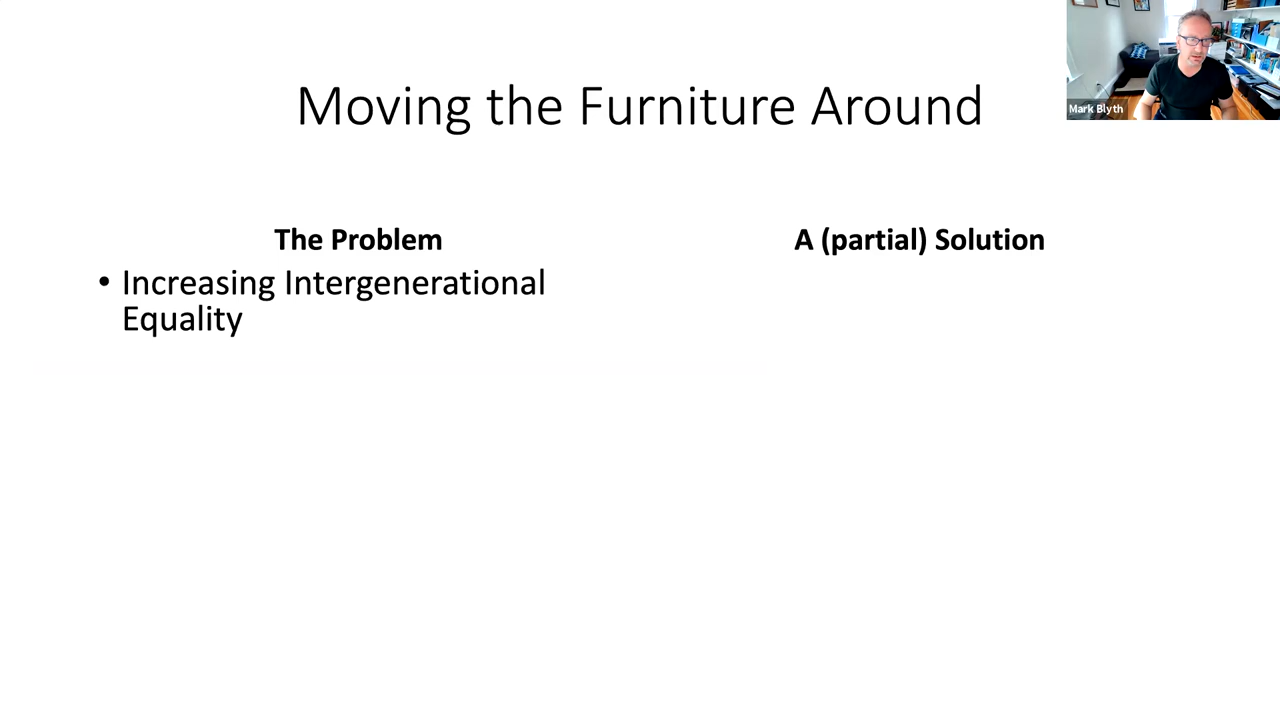 Moving the Furniture Around
Mark Blyth
The Problem
• Increasing Intergenerational
Equality
A (partial) Solution